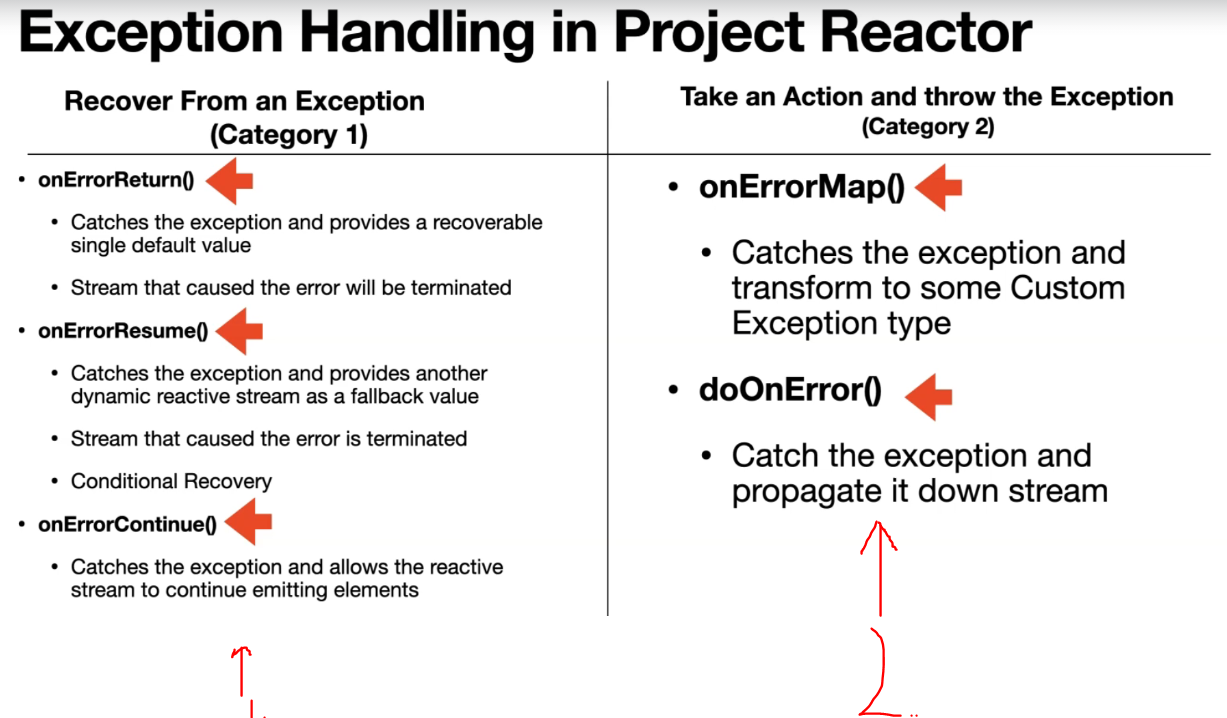 Exception Handling in Project Reactor
Recover From an Exception
(Category 1)
• onErrorReturn()
• Catches the exception and provides a recoverable
single default value
• Stream that caused the error will be terminated
• onErrorResume()
• Catches the exception and provides another
dynamic reactive stream as a fallback value
• Stream that caused the error is terminated
• Conditional Recovery
• onErrorContinue()
• Catches the exception and allows the reactive
stream to continue emitting elements
Take an Action and throw the Exception
(Category 2)
• onErrorMap()
• Catches the exception and
transform to some Custom
Exception type
• doOnError()
• Catch the exception and
propagate it down stream
2